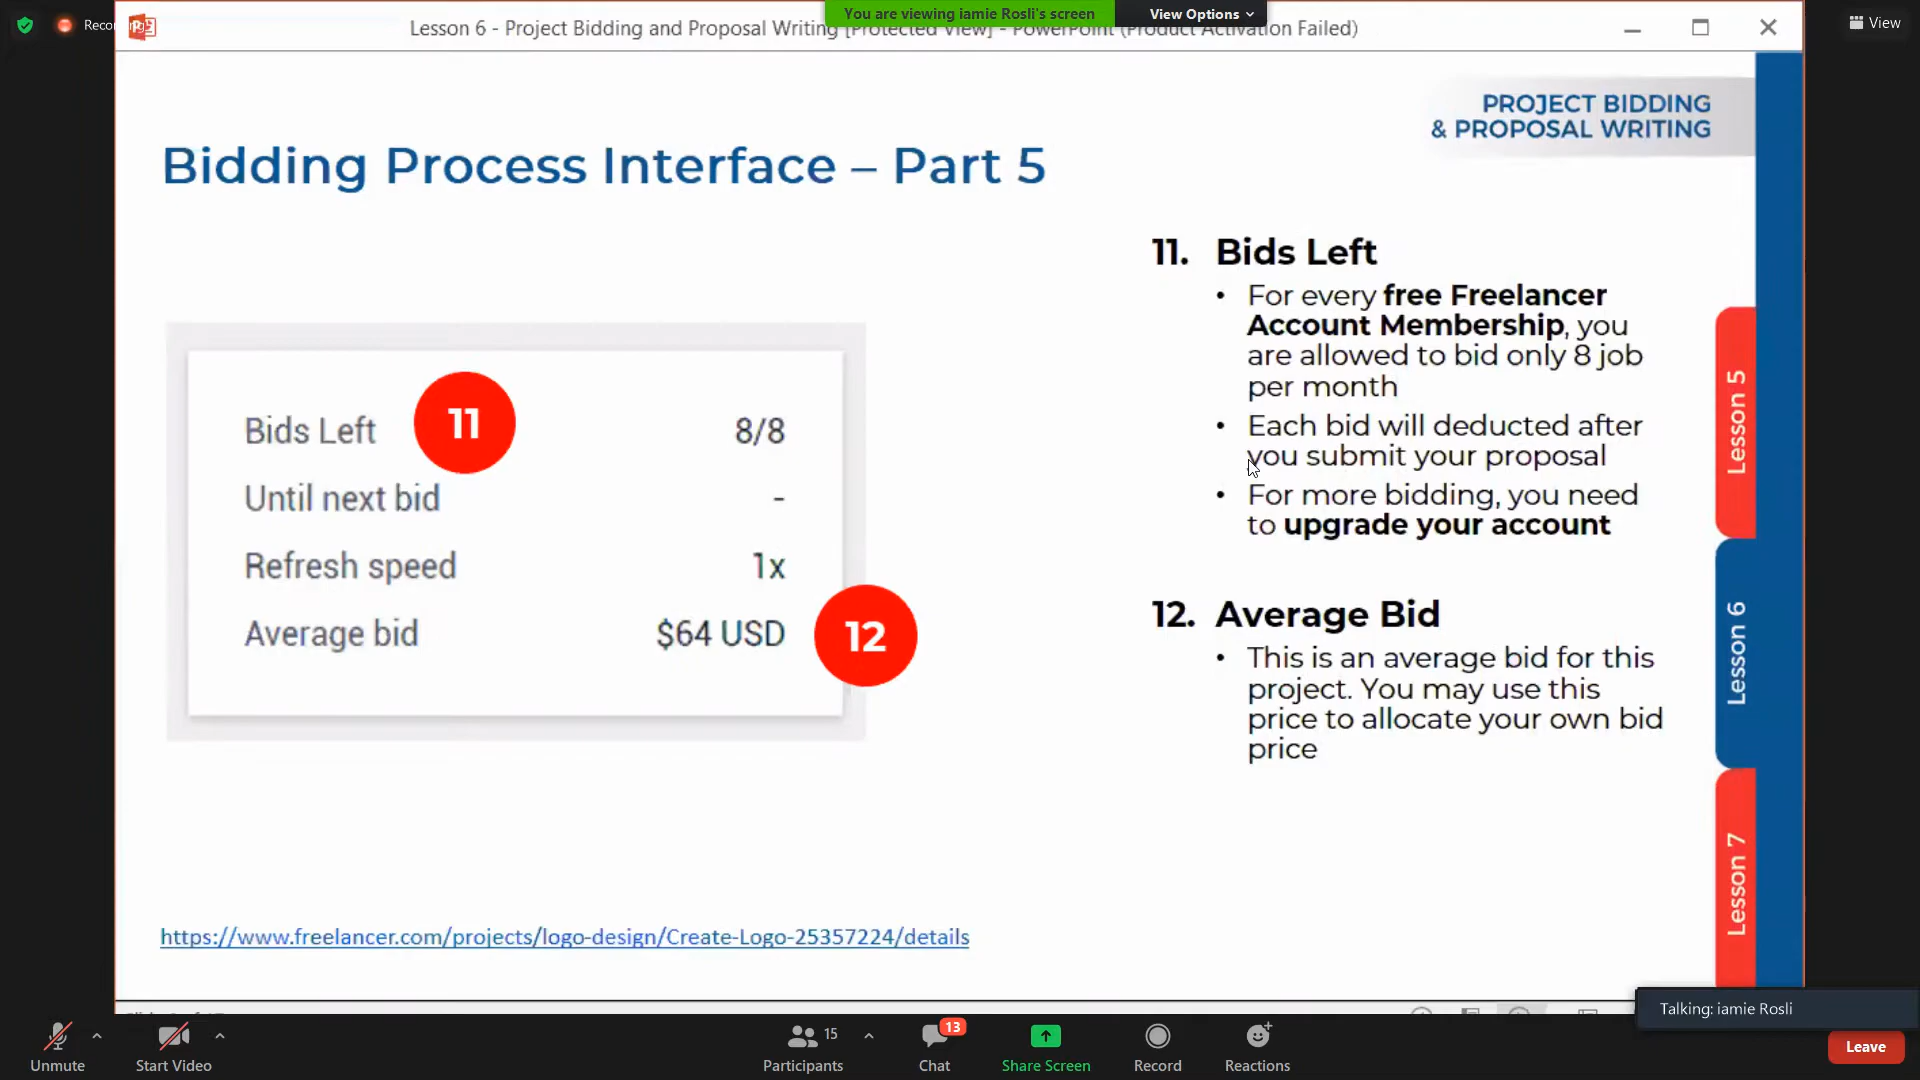 Lesson 6 - Project Bidding and Proposal Writing [Protected View] - PowerPoint (Product Activation Failed)
You are viewing iamie Rosli's screen
View Options
View
PROJECT BIDDING
& PROPOSAL WRITING
Bidding Process Interface – Part 5
Bids Left
11
8/8
Until next bid
-
Refresh speed
1x
Average bid
$64 USD
12
11. Bids Left
• For every free Freelancer
Account Membership, you
are allowed to bid only 8 job
per month
• Each bid will deducted after
you submit your proposal
• For more bidding, you need
to upgrade your account
12. Average Bid
• This is an average bid for this
project. You may use this
price to allocate your own bid
price
Lesson 5
Lesson 6
Lesson 7
https://www.freelancer.com/projects/logo-design/Create-Logo-25357224/details
Talking: iamie Rosli
Unmute
Start Video
15
Participants
13
Chat
Share Screen
Record
Reactions
Leave